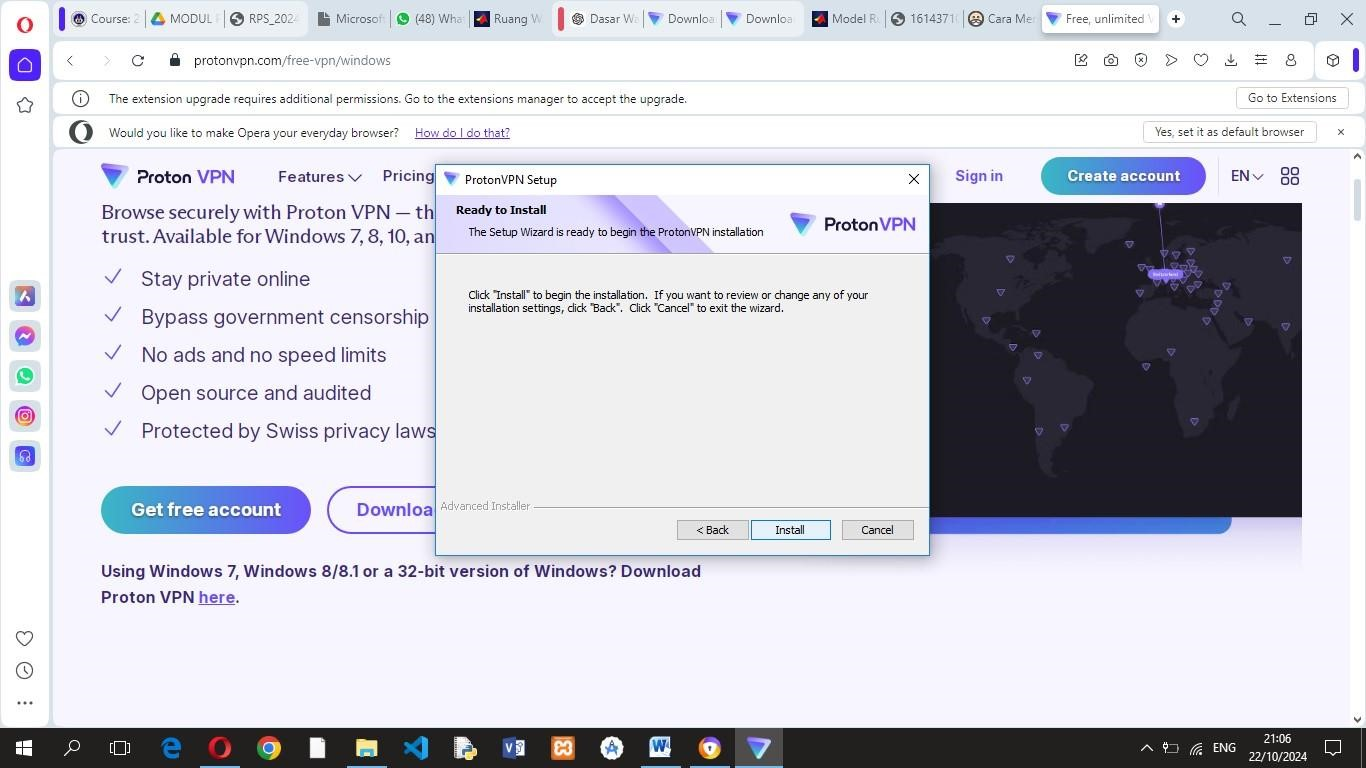 Course: 2
MODUL P
RPS_2024
Microsof
(48) Wha
Ruang W
Dasar Wa
Downloa
Downloa
Model Ru
1614371
Cara Me
Free, unlimited V
protonvpn.com/free-vpn/windows
The extension upgrade requires additional permissions. Go to the extensions manager to accept the upgrade.
Go to Extensions
Would you like to make Opera your everyday browser?
How do I do that?
Yes, set it as default browser
Proton VPN
Features
Pricing
Sign in
Create account
EN
Browse securely with Proton VPN — th
trust. Available for Windows 7, 8, 10, an
Stay private online
Bypass government censorship
No ads and no speed limits
Open source and audited
Protected by Swiss privacy laws
Get free account
Downloa
Using Windows 7, Windows 8/8.1 or a 32-bit version of Windows? Download
Proton VPN here.
ProtonVPN Setup
Ready to Install
The Setup Wizard is ready to begin the ProtonVPN installation
ProtonVPN
Click "Install" to begin the installation. If you want to review or change any of your
installation settings, click "Back". Click "Cancel" to exit the wizard.
Advanced Installer
< Back
Install
Cancel
Switzerland
ENG
21:06
22/10/2024